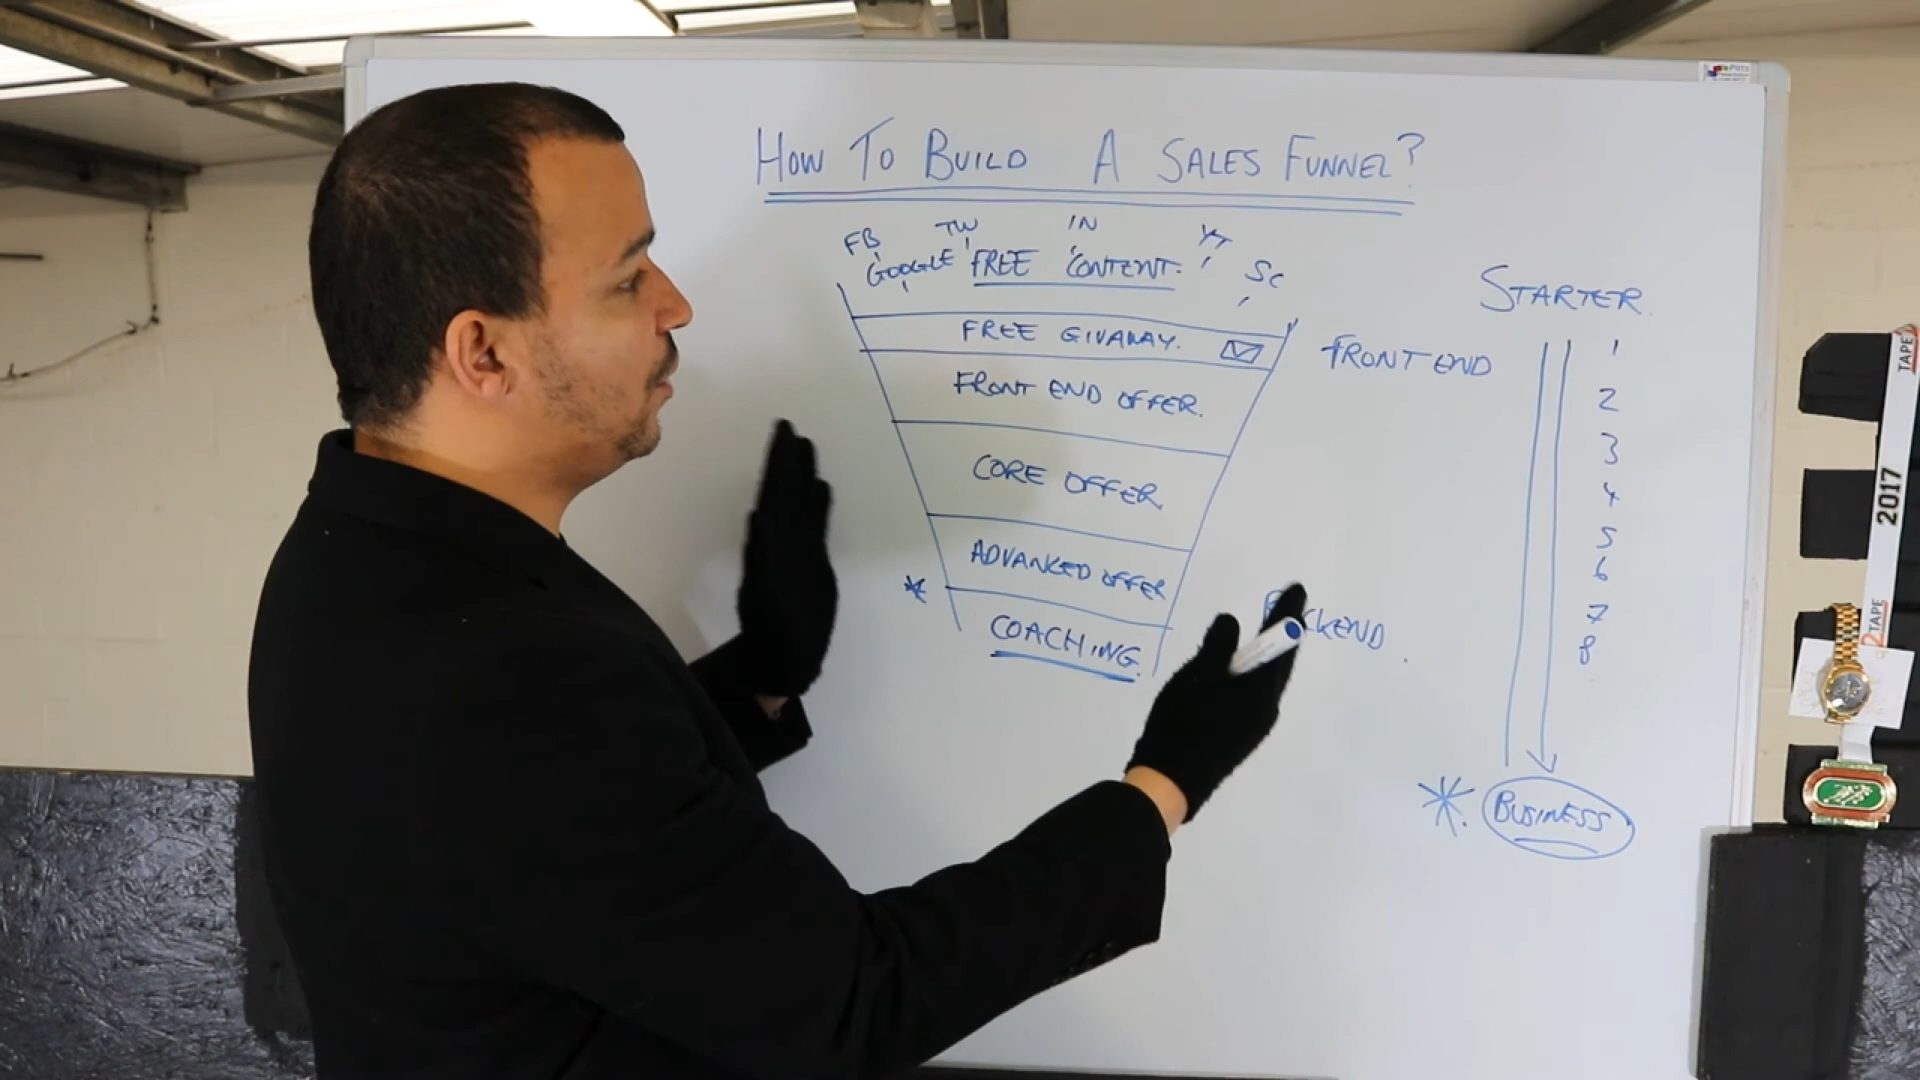 HOW TO BUILD A SALES FUNNEL?
FB TW IN YT SC
GOOGLE FREE CONTENT.
FREE GIVAWAY.
FRONT END OFFER.
CORE OFFER
ADVANCED OFFER
* COACHING.
FRONT END
STARTER.
1
2
3
4
5
6
7
8
*. BUSINESS
TAPE
2017
TAPE